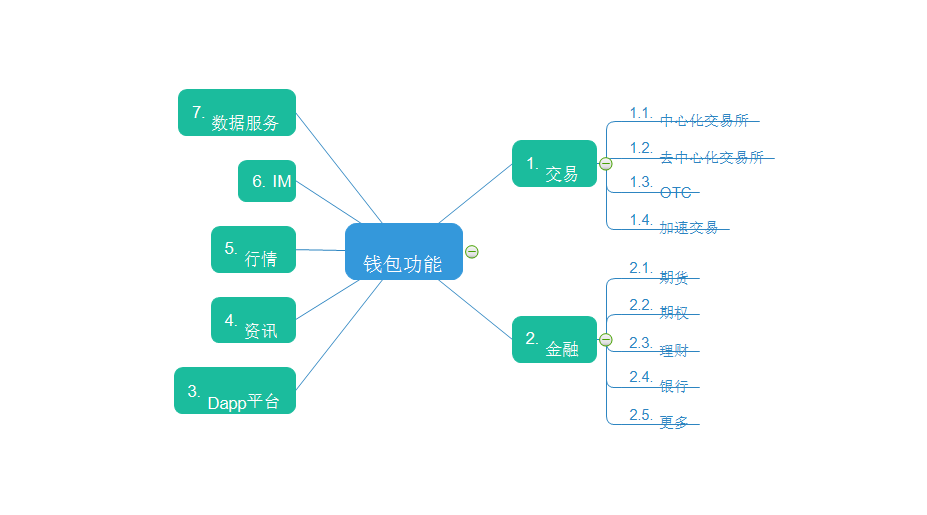 钱包功能
1. 交易
1.1. 中心化交易所
1.2. 去中心化交易所
1.3. OTC
1.4. 加速交易
2. 金融
2.1. 期货
2.2. 期权
2.3. 理财
2.4. 银行
2.5. 更多
3. Dapp平台
4. 资讯
5. 行情
6. IM
7. 数据服务